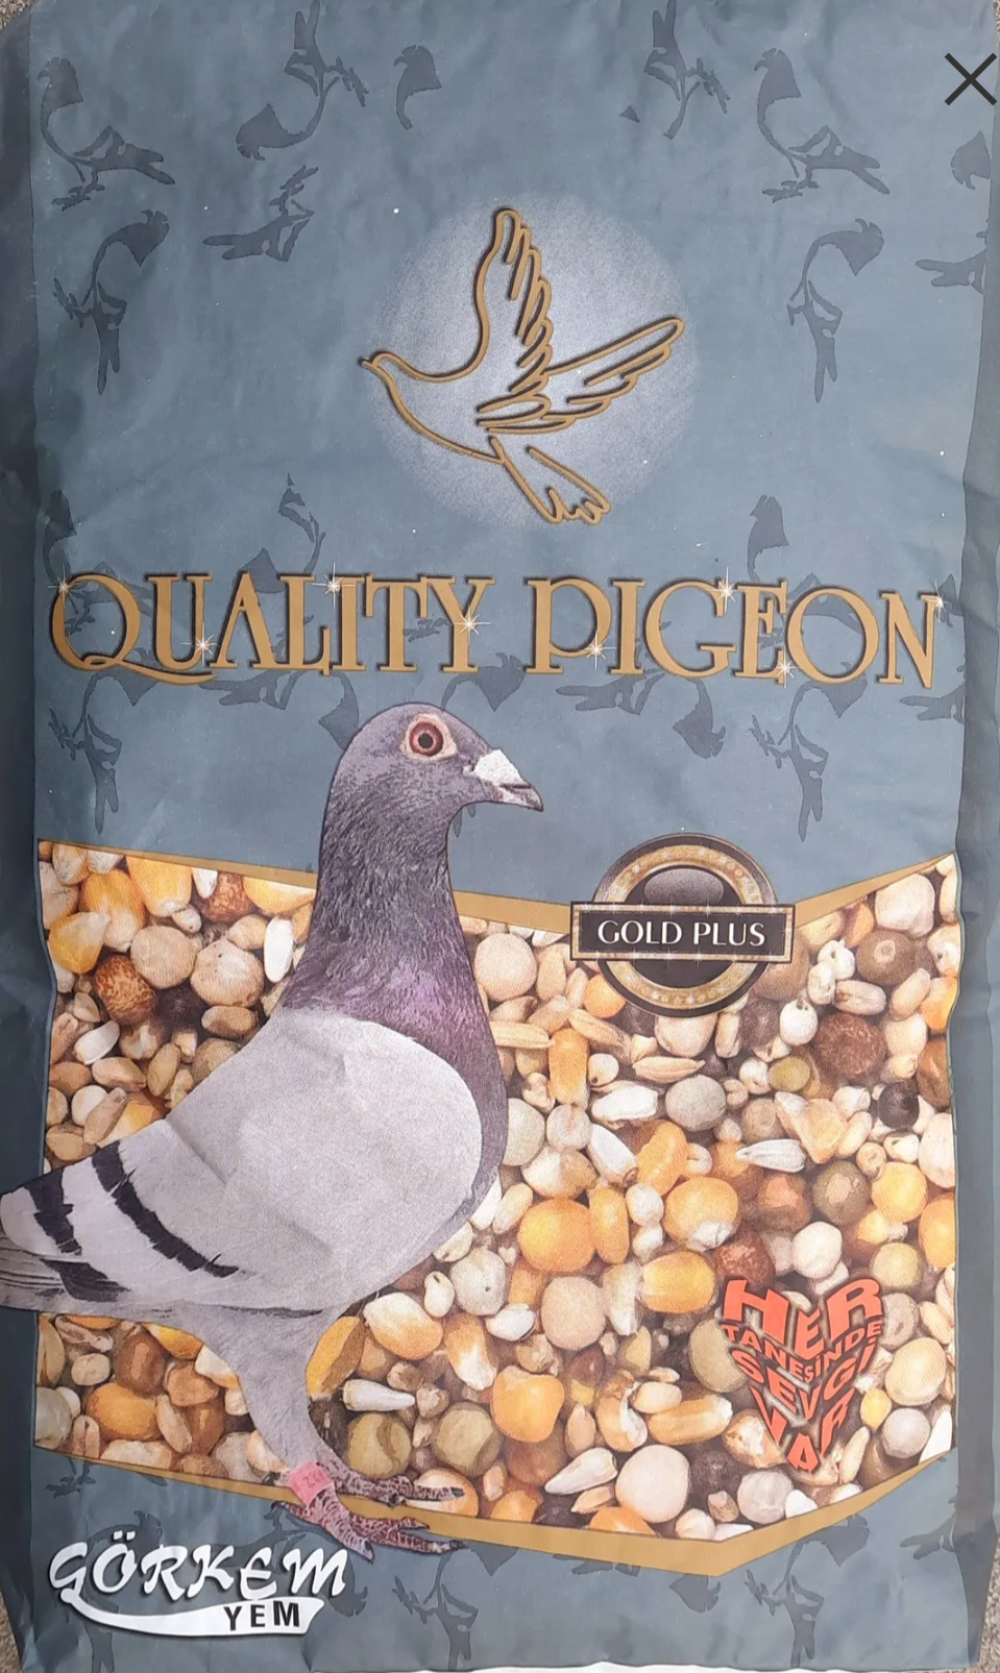 QUALITY PIGEON
GOLD PLUS
HER
TANESİNDE
SEVGİ
VAR
GÖRKEM
YEM